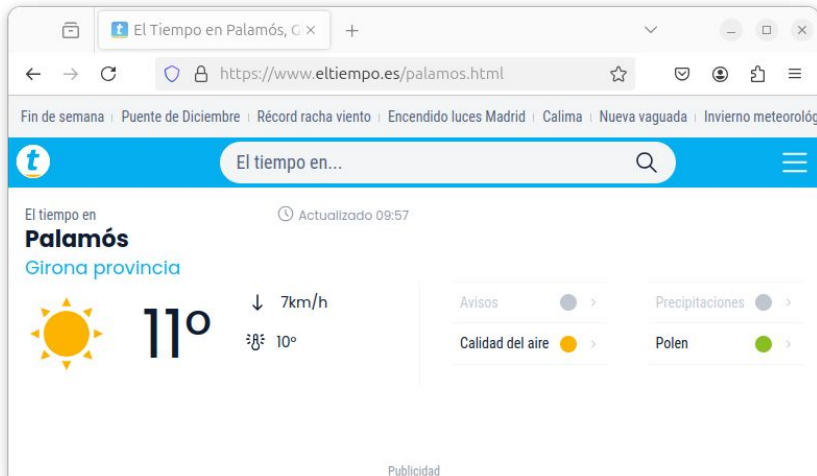 El Tiempo en Palamós, G
https://www.eltiempo.es/palamos.html
Fin de semana Puente de Diciembre Récord racha viento Encendido luces Madrid Calima Nueva vaguada Invierno meteorológ
t El tiempo en...
El tiempo en
Actualizado 09:57
Palamós
Girona provincia
11º
7km/h
10º
Avisos
Precipitaciones
Calidad del aire
Polen
Publicidad